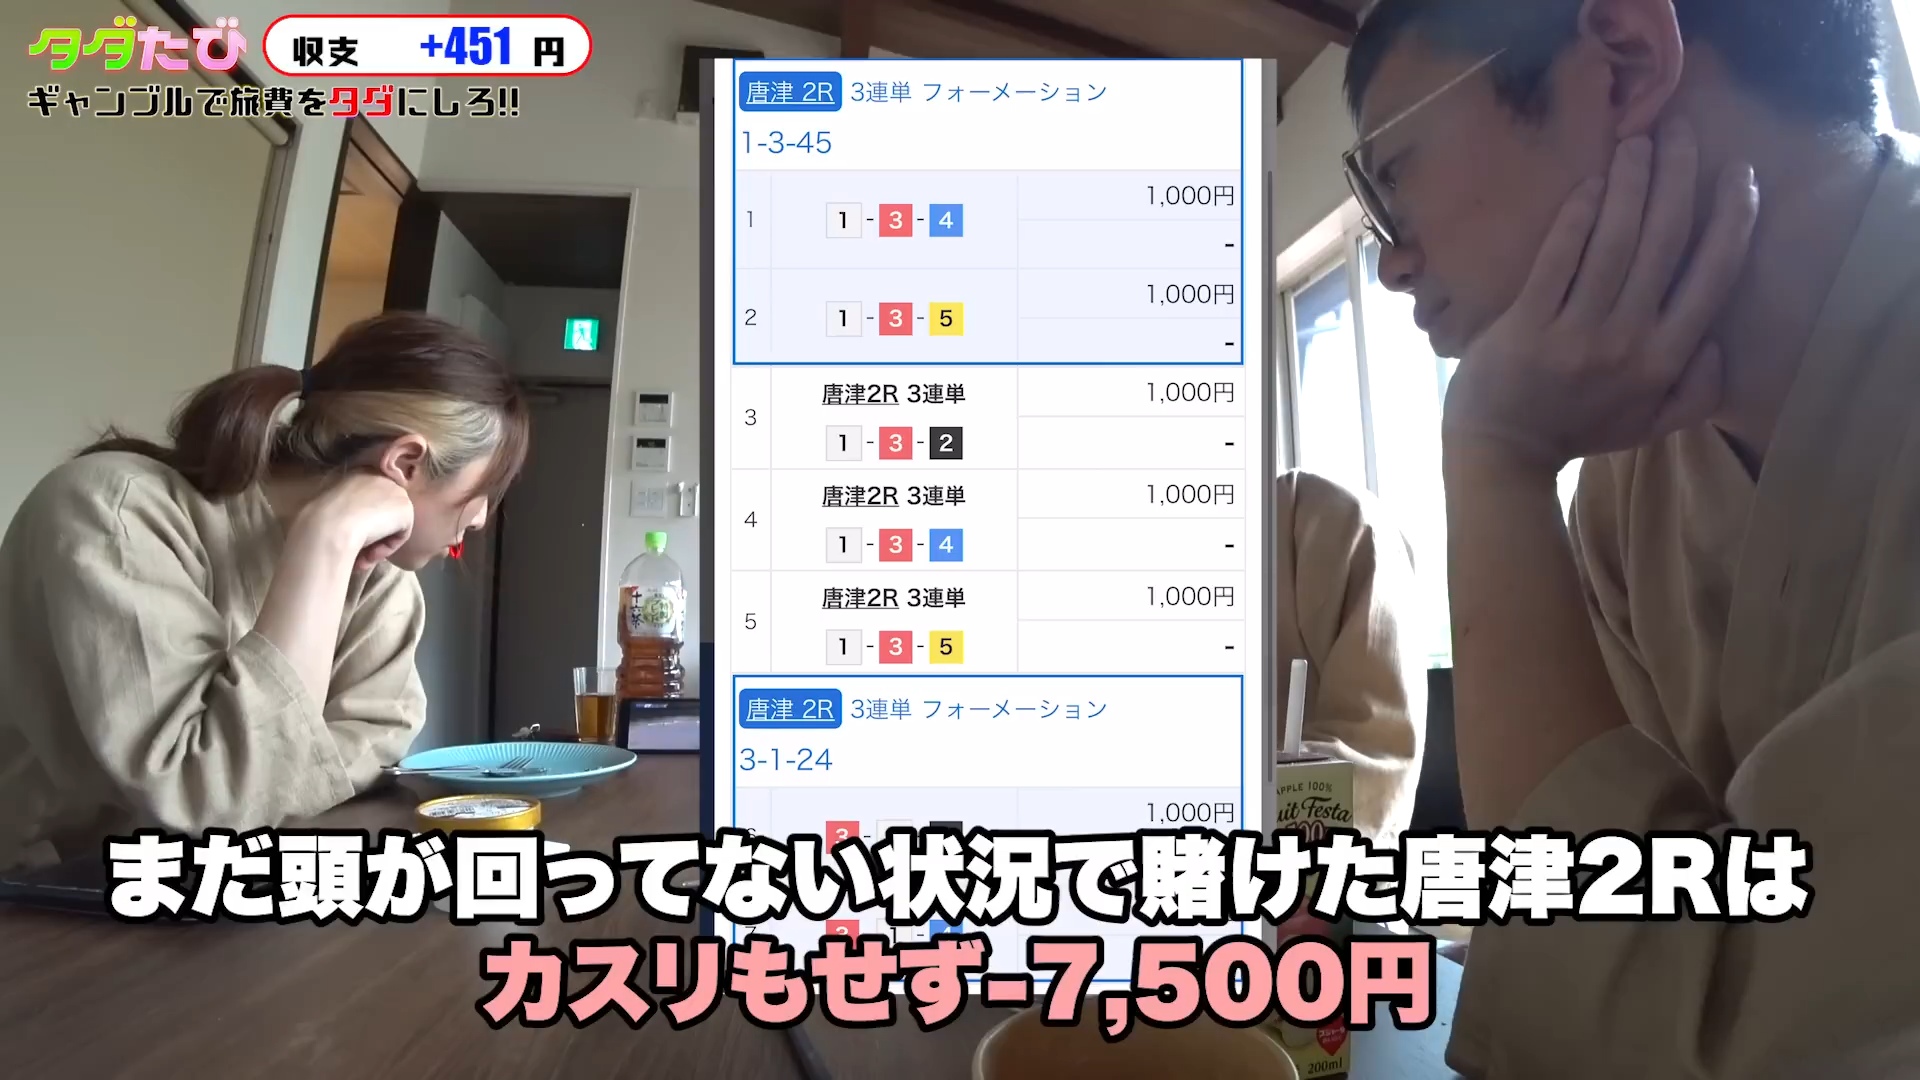 タダたび
収支 +451 円
ギャンブルで旅費をタダにしろ!!
唐津 2R 3連単 フォーメーション
1-3-45
1 1-3-4 1,000円
-
2 1-3-5 1,000円
-
唐津2R 3連単 1,000円
3 1-3-2 -
唐津2R 3連単 1,000円
4 1-3-4 -
唐津2R 3連単 1,000円
5 1-3-5 -
唐津 2R 3連単 フォーメーション
3-1-24
1,000円
十六茶
APPLE 100%
uit Festa
まだ頭が回ってない状況で賭けた唐津2Rは
カスリもせず-7,500円
200ml